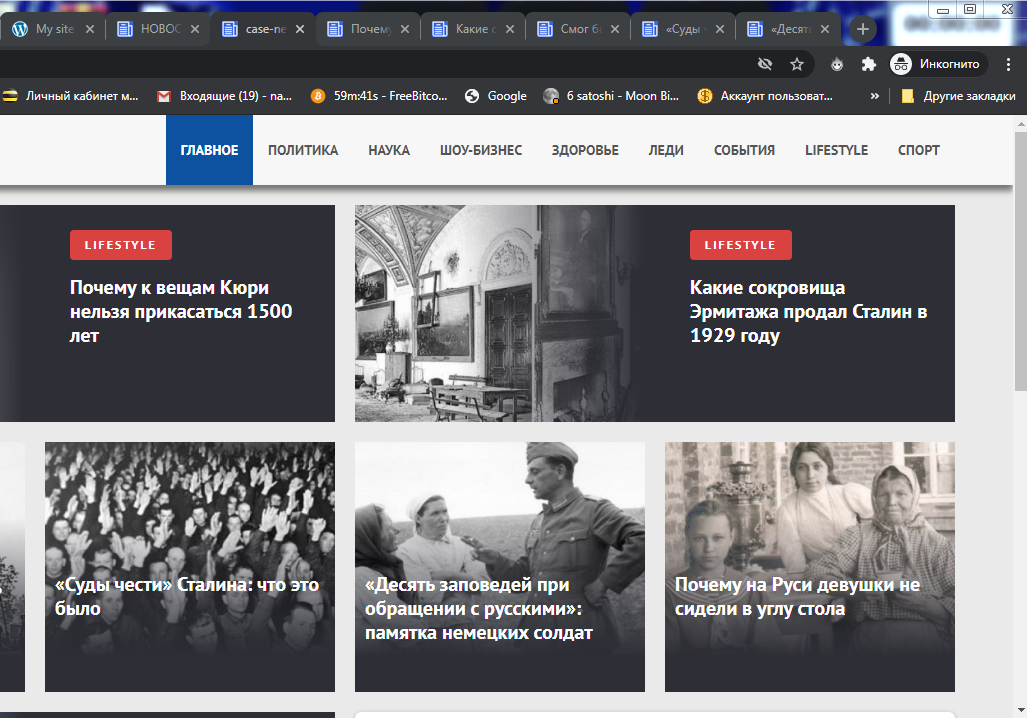 My site
НОВОС
case-ne
Почему
Какие с
Смог б
«Суды
«Десят
Инкогнито
Личный кабинет м...
Входящие (19) - na...
59m:41s - FreeBitco...
Google
6 satoshi - Moon Bi...
Аккаунт пользоват...
»
Другие закладки
ГЛАВНОЕ
ПОЛИТИКА
НАУКА
ШОУ-БИЗНЕС
ЗДОРОВЬЕ
ЛЕДИ
СОБЫТИЯ
LIFESTYLE
СПОРТ
LIFESTYLE
Почему к вещам Кюри
нельзя прикасаться 1500
лет
LIFESTYLE
Какие сокровища
Эрмитажа продал Сталин в
1929 году
«Суды чести» Сталина: что это
было
«Десять заповедей при
обращении с русскими»:
памятка немецких солдат
Почему на Руси девушки не
сидели в углу стола